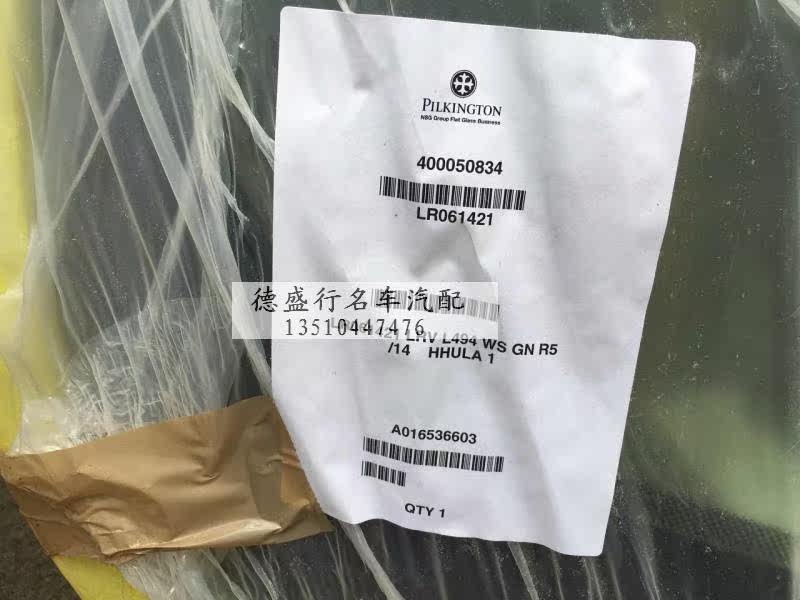 PILKINGTON
NSG Group Flat Glass Business
400050834
LR061421
德盛行名车汽配
13510447476
L494 WS GN R5
/14 HHULA 1
A016536603
QTY 1